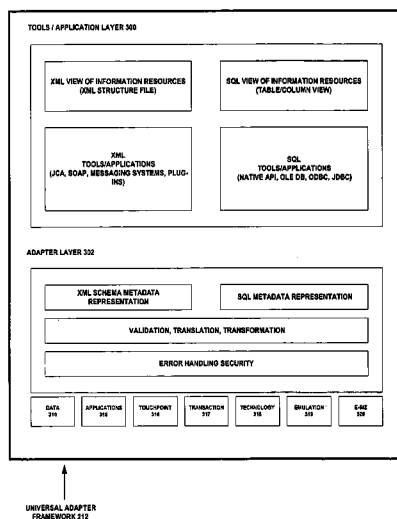 TOOLS / APPLICATION LAYER 300
XML VIEW OF INFORMATION RESOURCES
(XML STRUCTURE FILE)
SQL VIEW OF INFORMATION RESOURCES
(TABLE/COLUMN VIEW)
XML
TOOLS/APPLICATIONS
(JCA, SOAP, MESSAGING SYSTEMS, PLUG-
INS)
SQL
TOOLS/APPLICATIONS
(NATIVE API, OLE DB, ODBC, JDBC)
ADAPTER LAYER 302
XML SCHEMA METADATA
REPRESENTATION
SQL METADATA REPRESENTATION
VALIDATION, TRANSLATION, TRANSFORMATION
ERROR HANDLING SECURITY
DATA
APPLICATIONS
TOUCHPOINT
316
TRANSACTION
317
TECHNOLOGY
318
EMULATION
319
E-BIZ
320
UNIVERSAL ADAPTER
FRAMEWORK 212